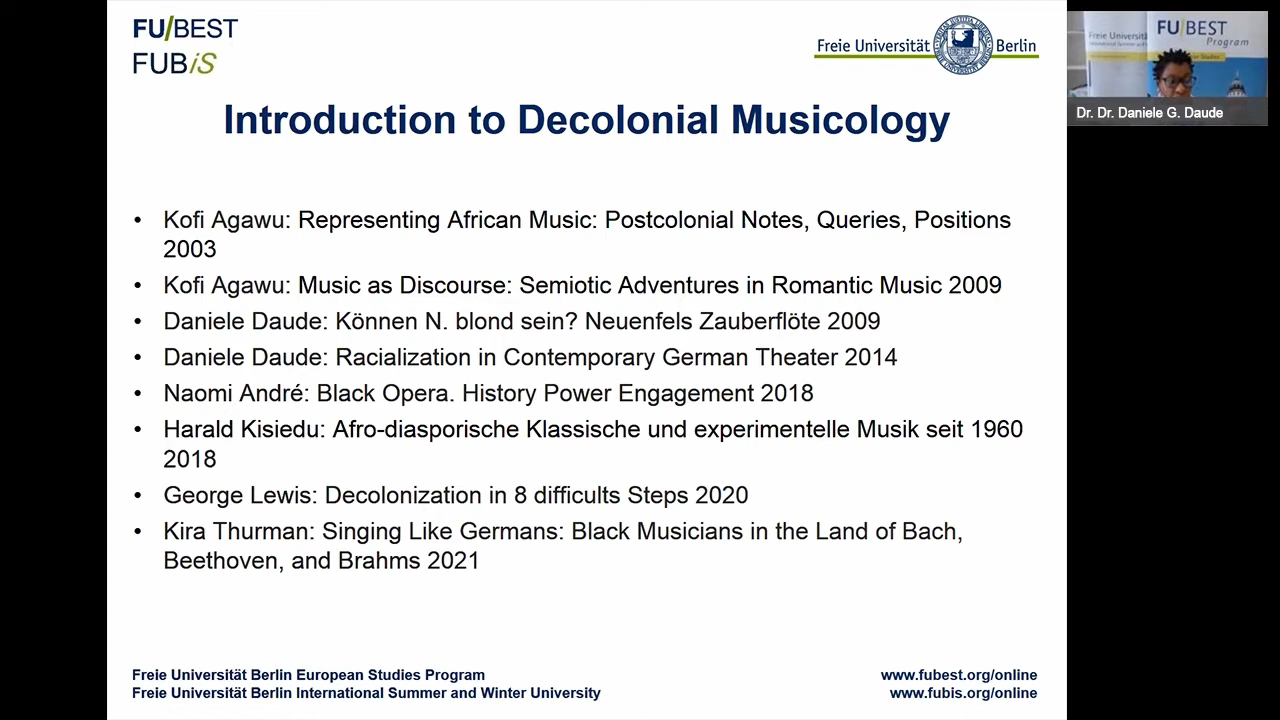 FU/BEST
FUBiS
Freie Universität Berlin
Introduction to Decolonial Musicology
• Kofi Agawu: Representing African Music: Postcolonial Notes, Queries, Positions
2003
• Kofi Agawu: Music as Discourse: Semiotic Adventures in Romantic Music 2009
• Daniele Daude: Können N. blond sein? Neuenfels Zauberflöte 2009
• Daniele Daude: Racialization in Contemporary German Theater 2014
• Naomi André: Black Opera. History Power Engagement 2018
• Harald Kisiedu: Afro-diasporische Klassische und experimentelle Musik seit 1960
2018
• George Lewis: Decolonization in 8 difficults Steps 2020
• Kira Thurman: Singing Like Germans: Black Musicians in the Land of Bach,
Beethoven, and Brahms 2021
Freie Universität Berlin European Studies Program
Freie Universität Berlin International Summer and Winter University
www.fubest.org/online
www.fubis.org/online
Freie Universität
FU/BEST
Program
Dr. Dr. Daniele G. Daude